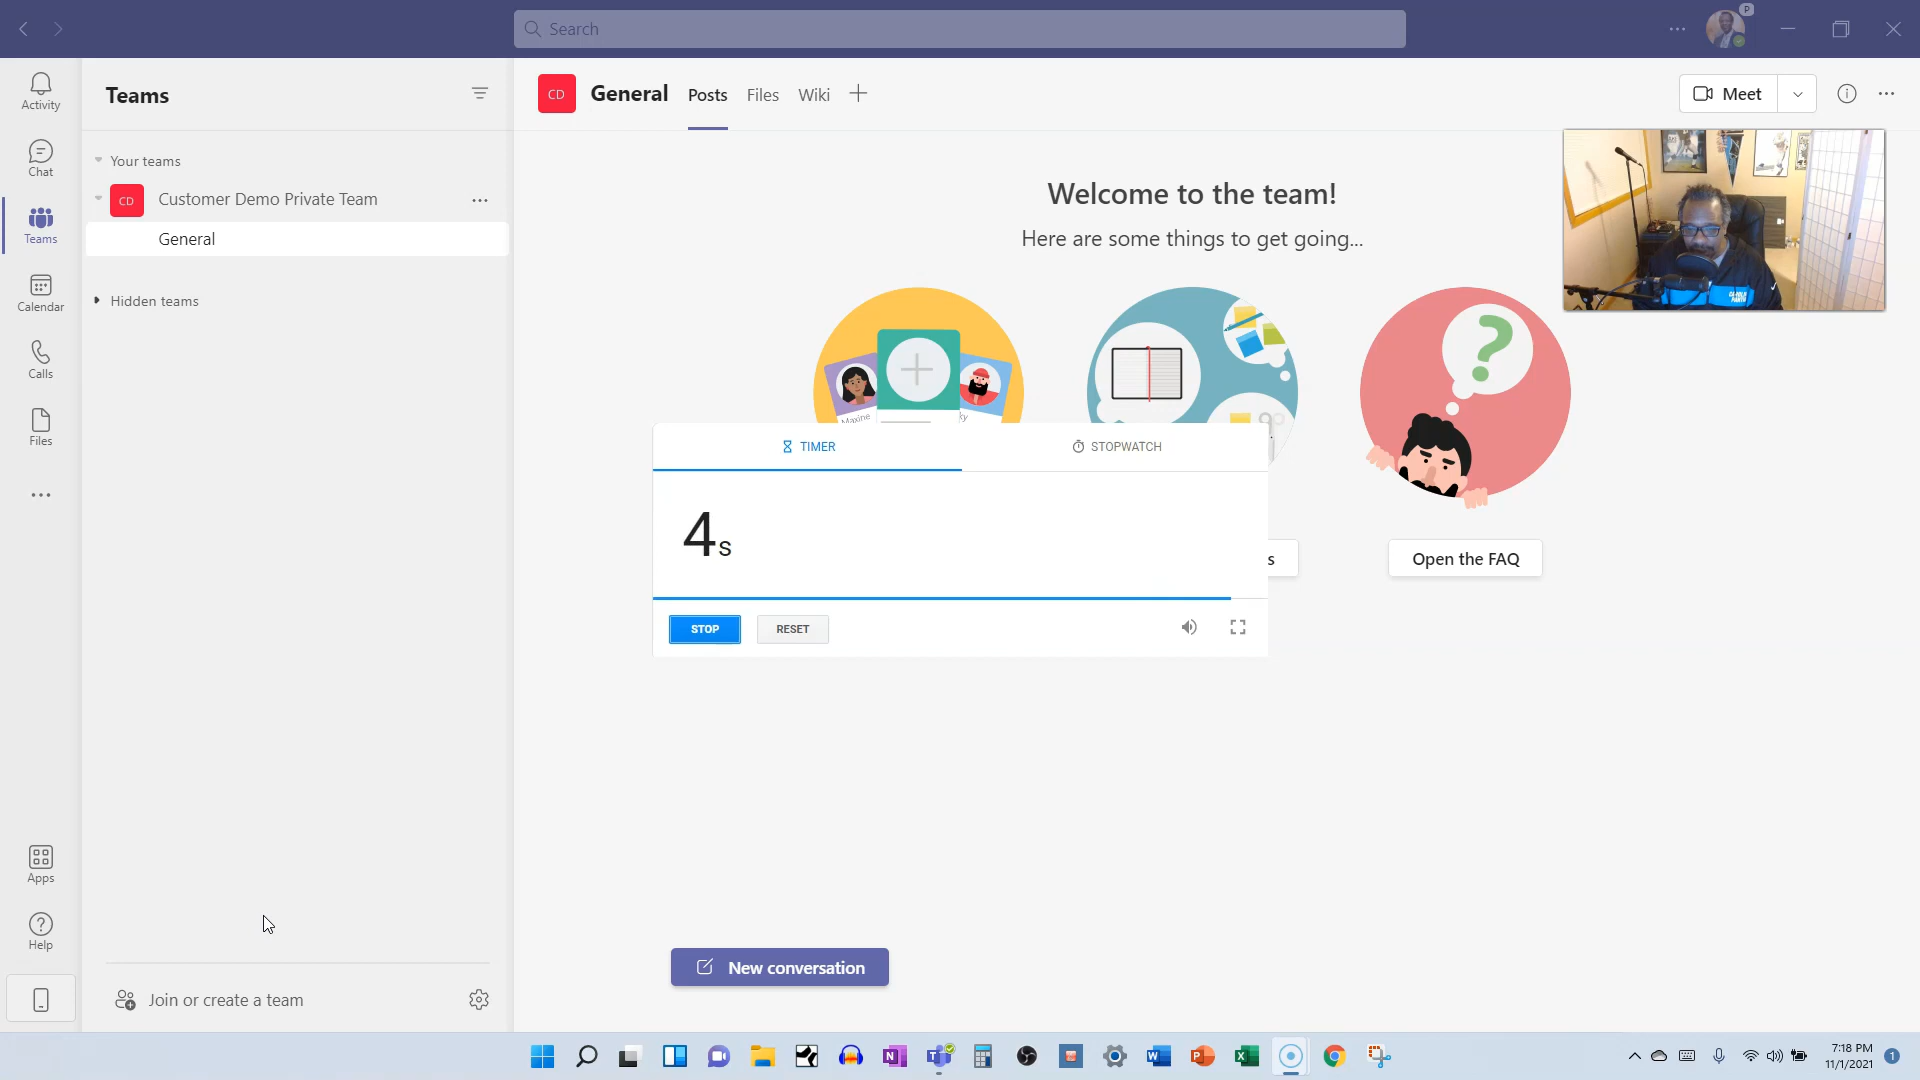 Search
P
Activity
Chat
Teams
Calendar
Calls
Files
Apps
Help
Teams
Your teams
CD Customer Demo Private Team
General
Hidden teams
Join or create a team
CD General Posts Files Wiki
Meet
Welcome to the team!
Here are some things to get going...
Maxine
ky
TIMER
STOPWATCH
4s
STOP
RESET
s
Open the FAQ
New conversation
7:18 PM
11/1/2021
1